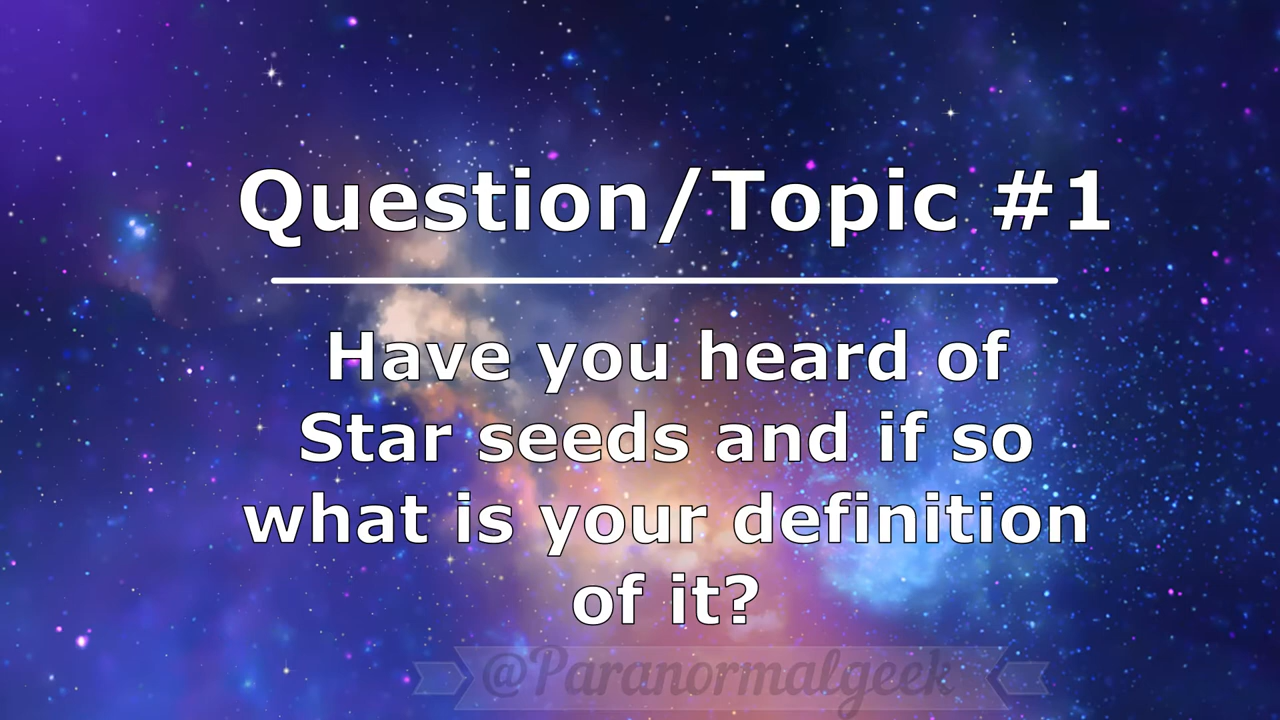 Question/Topic #1
Have you heard of
Star seeds and if so
what is your definition
of it?
@Paranormalgeek